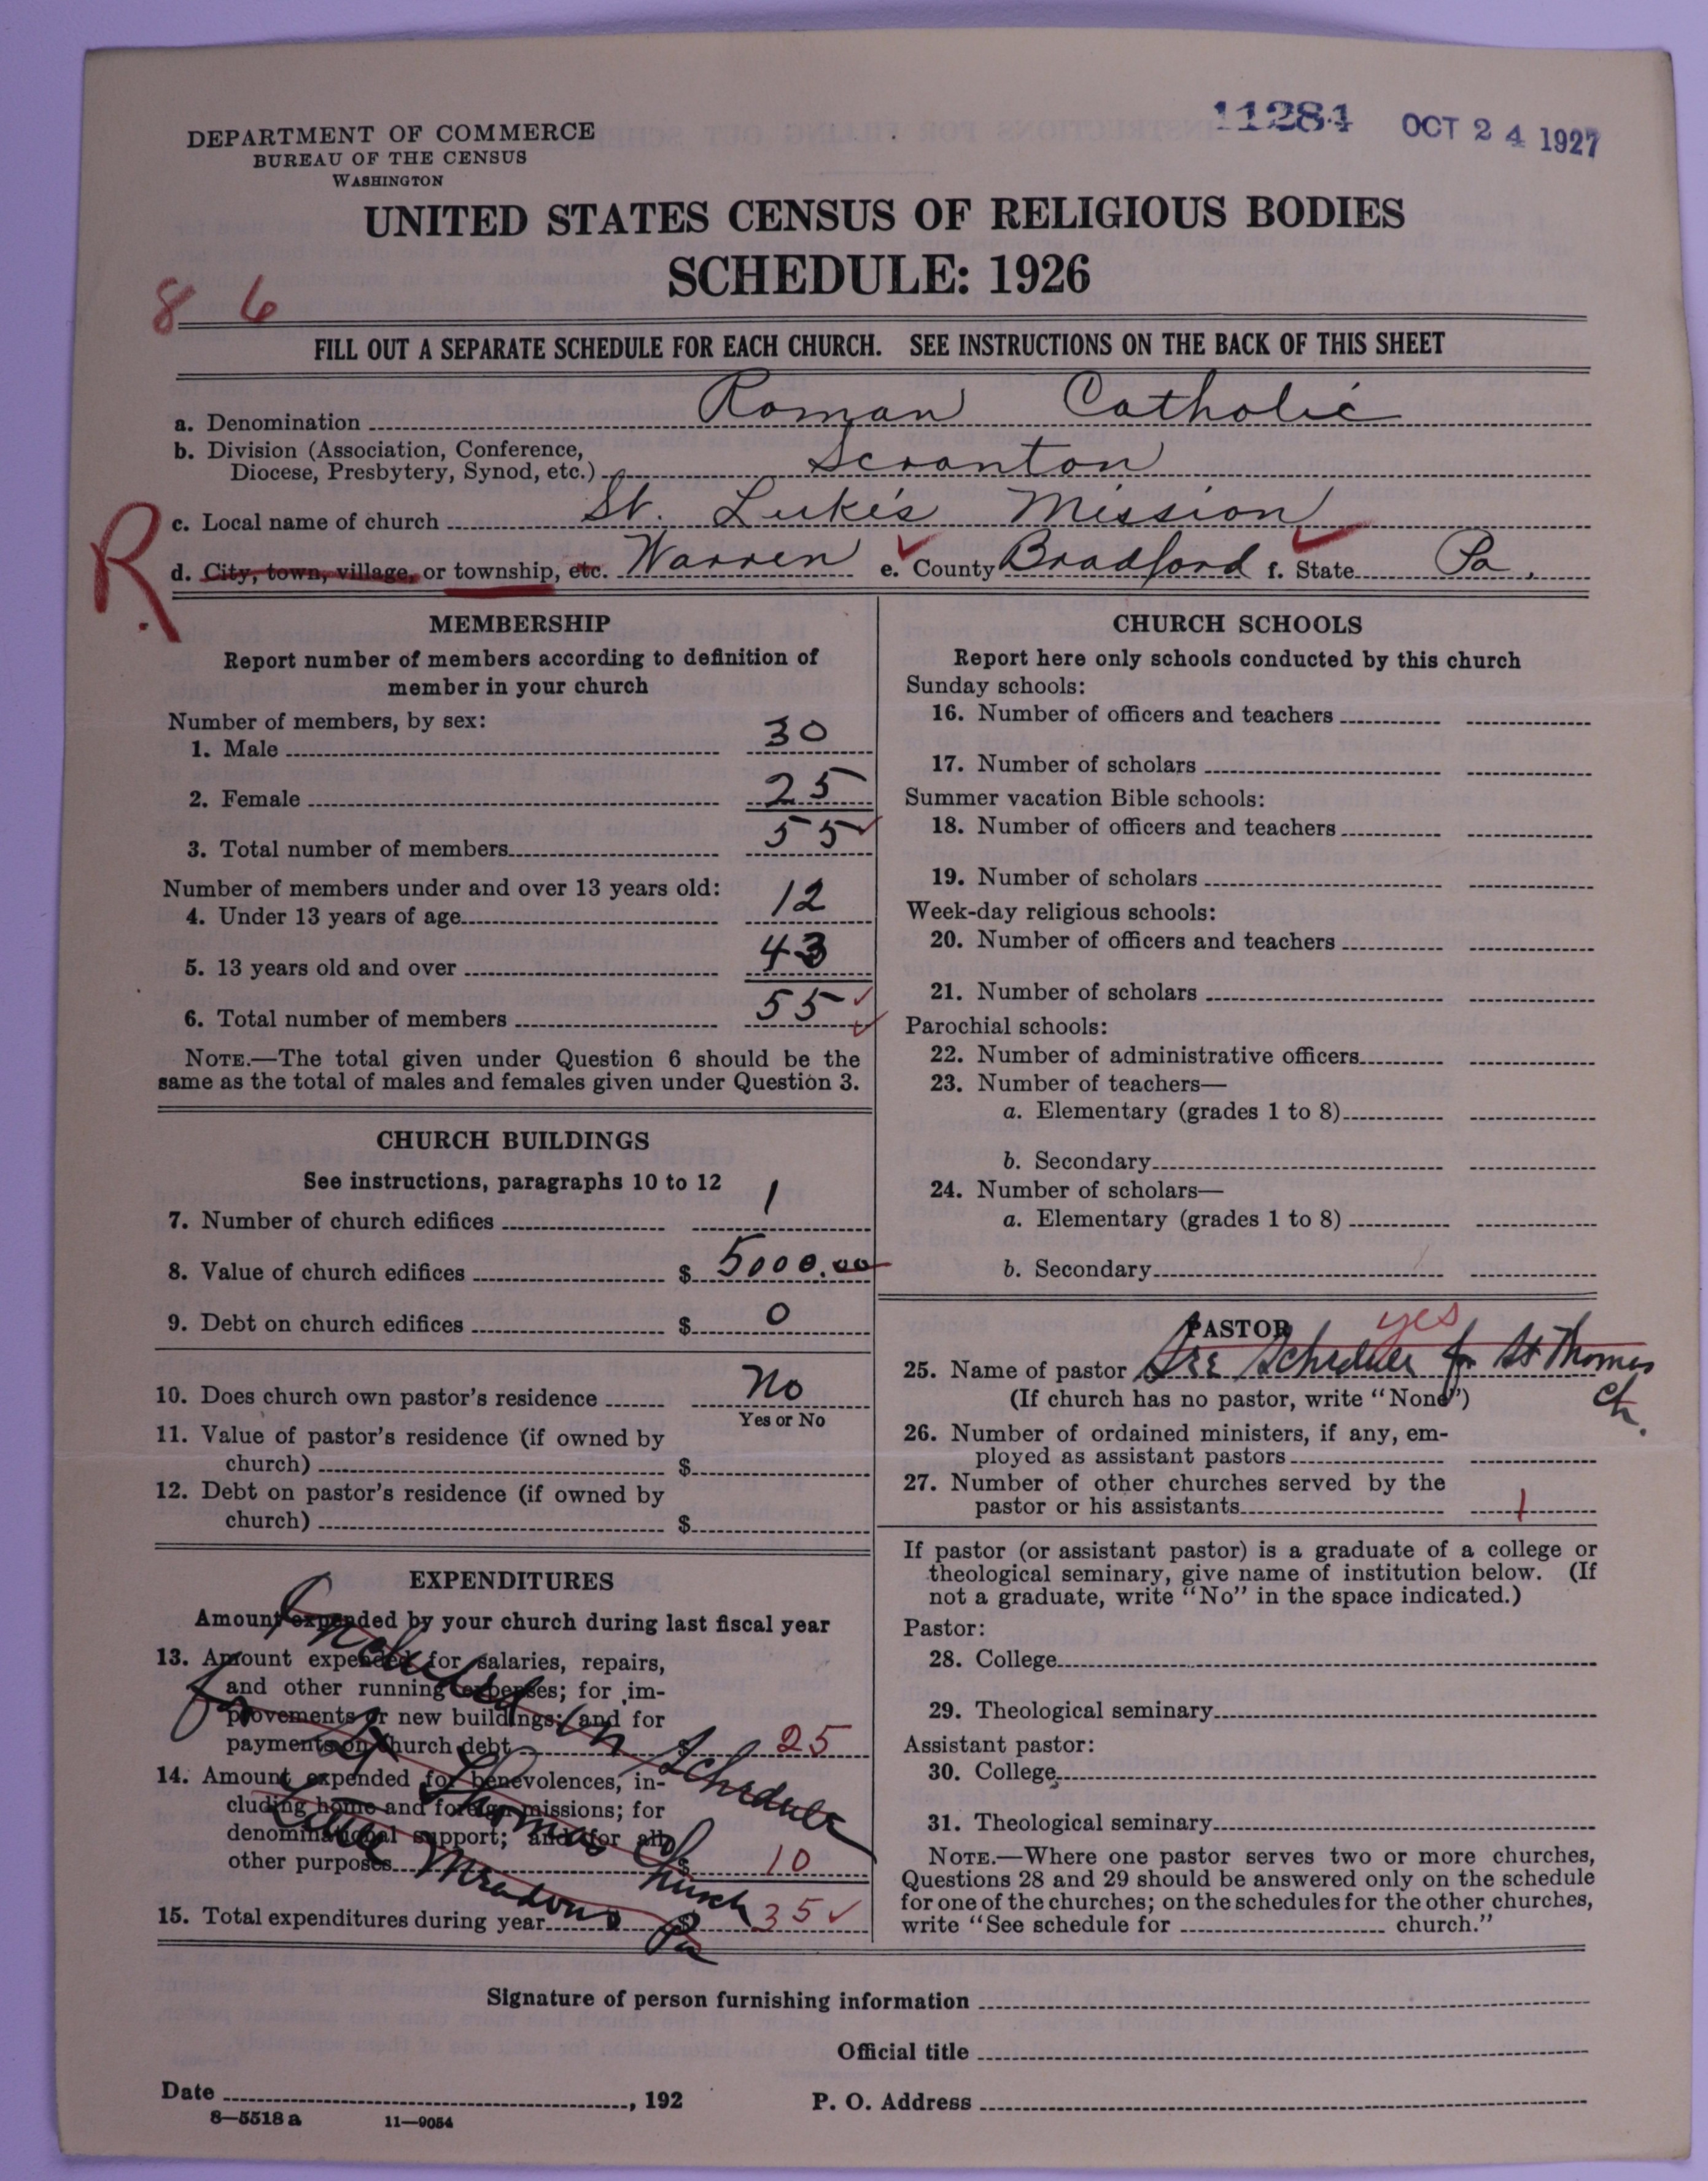 11284 OCT 24 1927
DEPARTMENT OF COMMERCE
BUREAU OF THE CENSUS
WASHINGTON
UNITED STATES CENSUS OF RELIGIOUS BODIES
SCHEDULE: 1926
8 6
FILL OUT A SEPARATE SCHEDULE FOR EACH CHURCH. SEE INSTRUCTIONS ON THE BACK OF THIS SHEET
a. Denomination Roman Catholic
b. Division (Association, Conference,
Diocese, Presbytery, Synod, etc.) Scranton
R. c. Local name of church St. Luke's Mission
d. City, town, village, or township, etc. Warren e. County Bradford f. State Pa.
MEMBERSHIP
Report number of members according to definition of
member in your church
Number of members, by sex:
1. Male 30
2. Female 25
3. Total number of members 55
Number of members under and over 13 years old:
4. Under 13 years of age 12
5. 13 years old and over 43
6. Total number of members 55
NOTE.—The total given under Question 6 should be the
same as the total of males and females given under Question 3.
CHURCH BUILDINGS
See instructions, paragraphs 10 to 12
7. Number of church edifices 1
8. Value of church edifices $ 5000.00
9. Debt on church edifices $ 0
10. Does church own pastor's residence No
Yes or No
11. Value of pastor's residence (if owned by
church) $
12. Debt on pastor's residence (if owned by
church) $
EXPENDITURES
Amount expended by your church during last fiscal year
13. Amount expended for salaries, repairs,
and other running expenses; for im-
provements or new buildings; and for
payments on church debt $ 25
14. Amount expended for benevolences, in-
cluding home and foreign missions; for
denominational support; and for all
other purposes $ 10
15. Total expenditures during year $ 35
Included in Schedule
for St Thomas Church
Little Meadows Pa
CHURCH SCHOOLS
Report here only schools conducted by this church
Sunday schools:
16. Number of officers and teachers
17. Number of scholars
Summer vacation Bible schools:
18. Number of officers and teachers
19. Number of scholars
Week-day religious schools:
20. Number of officers and teachers
21. Number of scholars
Parochial schools:
22. Number of administrative officers
23. Number of teachers—
a. Elementary (grades 1 to 8)
b. Secondary
24. Number of scholars—
a. Elementary (grades 1 to 8)
b. Secondary
PASTOR yes
25. Name of pastor See Schedule for St Thomas
ch.
(If church has no pastor, write "None")
26. Number of ordained ministers, if any, em-
ployed as assistant pastors
27. Number of other churches served by the
pastor or his assistants 1
If pastor (or assistant pastor) is a graduate of a college or
theological seminary, give name of institution below. (If
not a graduate, write "No" in the space indicated.)
Pastor:
28. College
29. Theological seminary
Assistant pastor:
30. College
31. Theological seminary
NOTE.—Where one pastor serves two or more churches,
Questions 28 and 29 should be answered only on the schedule
for one of the churches; on the schedules for the other churches,
write "See schedule for church."
Signature of person furnishing information
Official title
Date , 192 P. O. Address
8—5518 a 11—9054